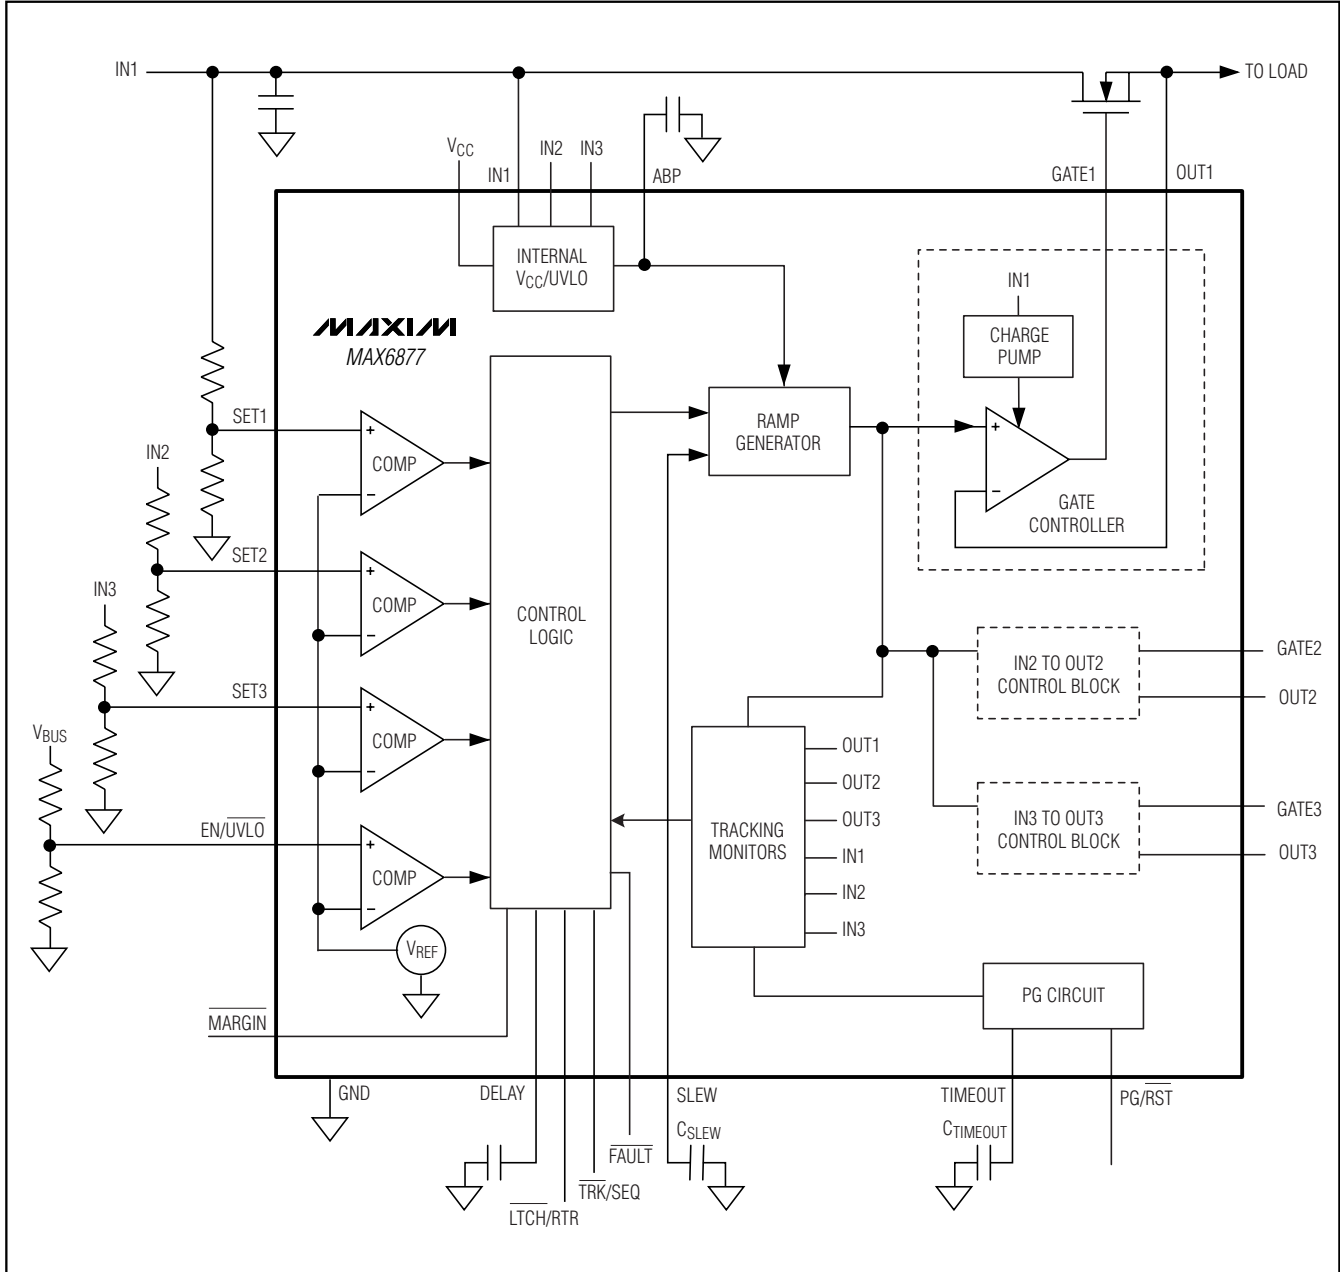 IN1
TO LOAD
VCC
IN1
IN2
IN3
ABP
GATE1
OUT1
INTERNAL
VCC/UVLO
IN1
CHARGE
PUMP
MAXIM
MAX6877
RAMP
GENERATOR
+
−
GATE
CONTROLLER
SET1
+
COMP
−
IN2
SET2
+
COMP
−
CONTROL
LOGIC
IN3
SET3
+
COMP
−
VBUS
EN/UVLO
+
COMP
−
VREF
IN2 TO OUT2
CONTROL BLOCK
GATE2
OUT2
IN3 TO OUT3
CONTROL BLOCK
GATE3
OUT3
TRACKING
MONITORS
OUT1
OUT2
OUT3
IN1
IN2
IN3
PG CIRCUIT
MARGIN
GND
DELAY
SLEW
TIMEOUT
PG/RST
CSLEW
CTIMEOUT
FAULT
TRK/SEQ
LTCH/RTR